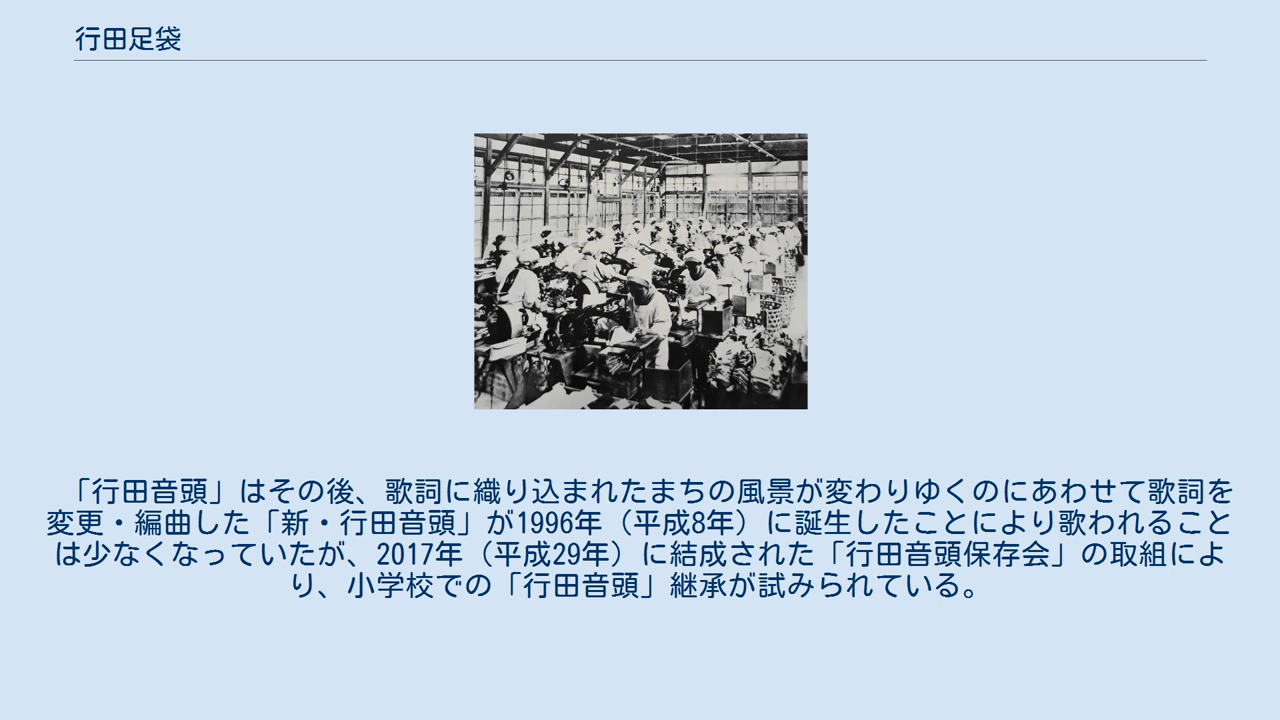 行田足袋
「行田音頭」はその後、歌詞に織り込まれたまちの風景が変わりゆくのにあわせて歌詞を
変更・編曲した「新・行田音頭」が1996年（平成8年）に誕生したことにより歌われること
は少なくなっていたが、2017年（平成29年）に結成された「行田音頭保存会」の取組によ
り、小学校での「行田音頭」継承が試みられている。